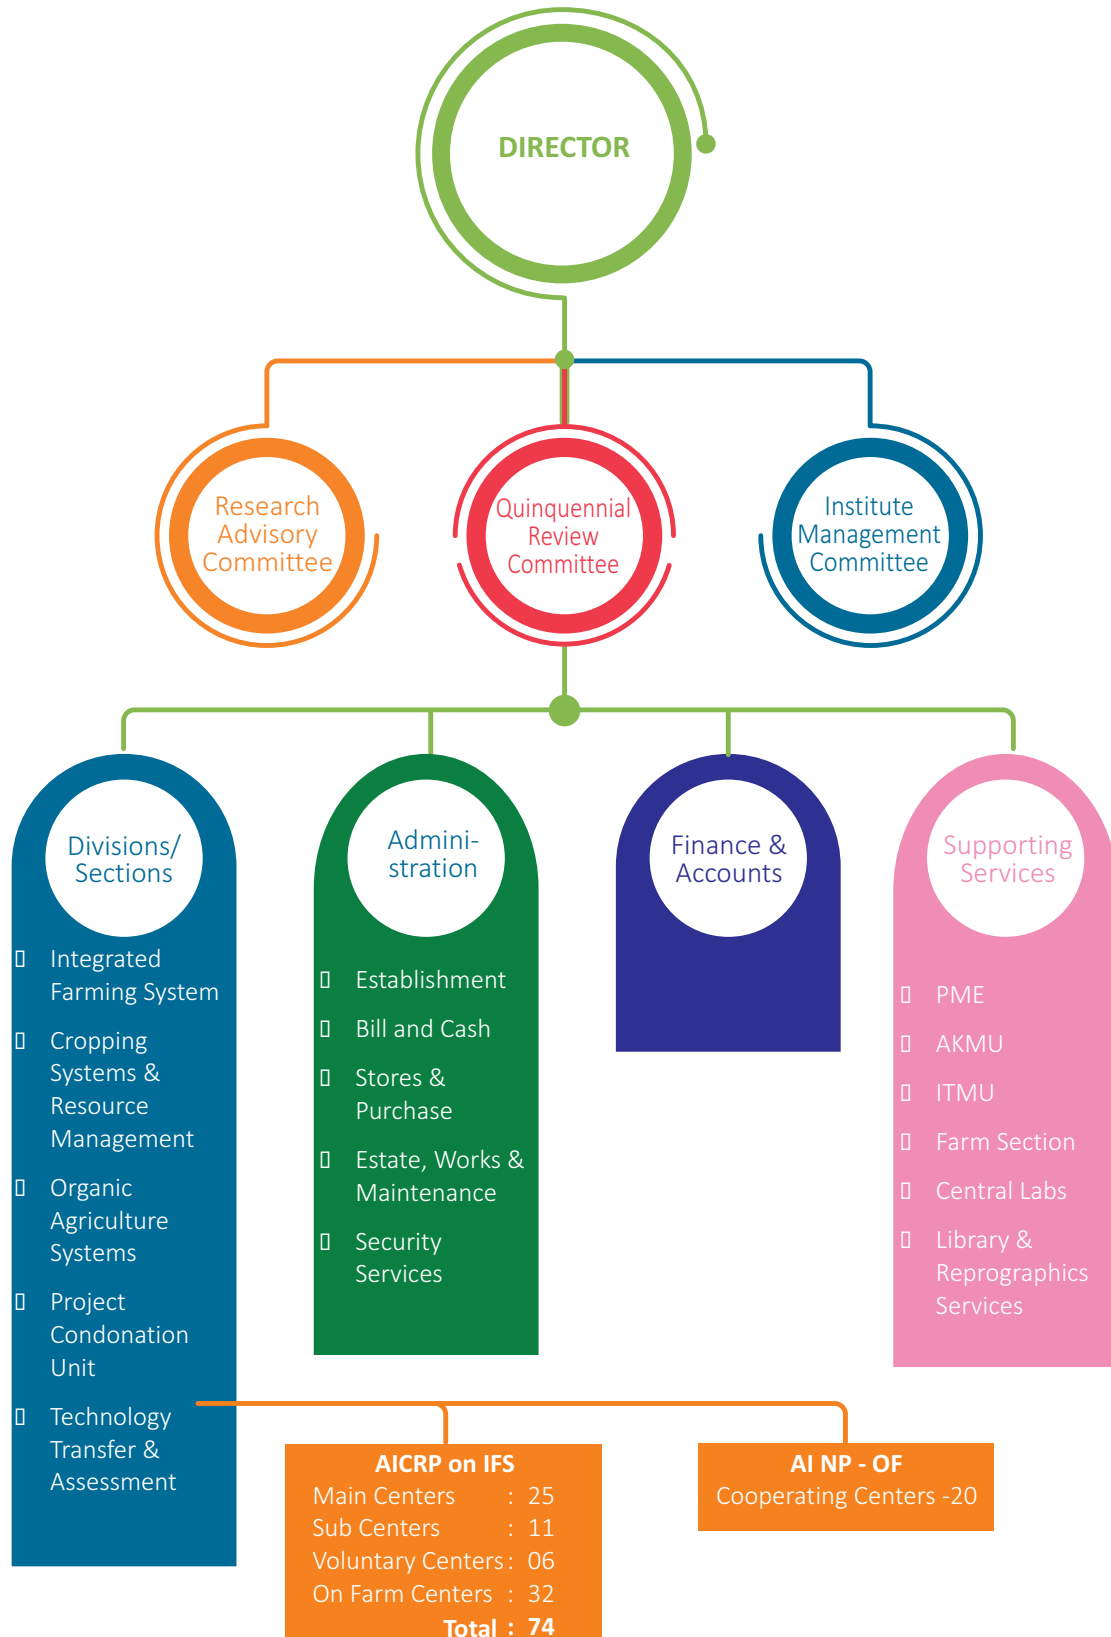 DIRECTOR
Research
Advisory
Committee
Quinquennial
Review
Committee
Institute
Management
Committee
Divisions/
Sections
Integrated
Farming System
Cropping
Systems &
Resource
Management
Organic
Agriculture
Systems
Project
Condonation
Unit
Technology
Transfer &
Assessment
Admini-
stration
Establishment
Bill and Cash
Stores &
Purchase
Estate, Works &
Maintenance
Security
Services
Finance &
Accounts
Supporting
Services
PME
AKMU
ITMU
Farm Section
Central Labs
Library &
Reprographics
Services
AICRP on IFS
Main Centers : 25
Sub Centers : 11
Voluntary Centers : 06
On Farm Centers : 32
Total : 74
AI NP - OF
Cooperating Centers -20